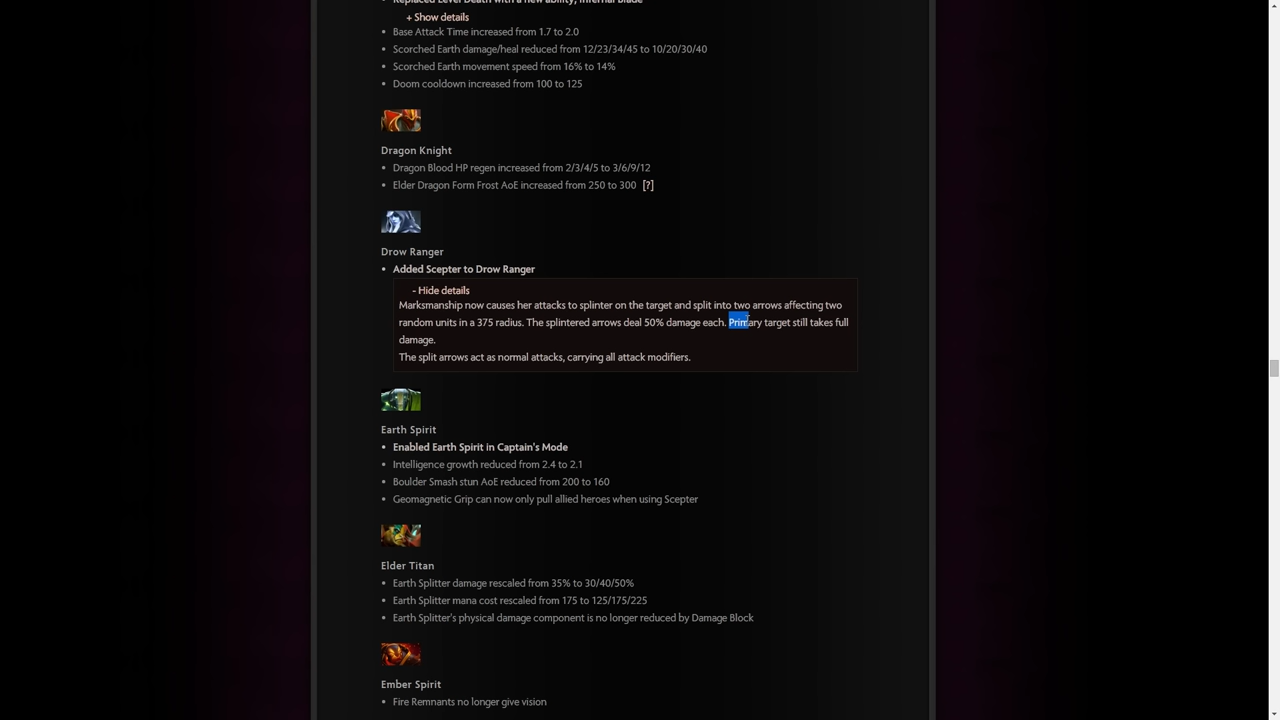 Replaced Level Death with a new ability, Infernal Blade
+ Show details
• Base Attack Time increased from 1.7 to 2.0
• Scorched Earth damage/heal reduced from 12/23/34/45 to 10/20/30/40
• Scorched Earth movement speed from 16% to 14%
• Doom cooldown increased from 100 to 125
Dragon Knight
• Dragon Blood HP regen increased from 2/3/4/5 to 3/6/9/12
• Elder Dragon Form Frost AoE increased from 250 to 300 [?]
Drow Ranger
• Added Scepter to Drow Ranger
- Hide details
Marksmanship now causes her attacks to splinter on the target and split into two arrows affecting two
random units in a 375 radius. The splintered arrows deal 50% damage each. Primary target still takes full
damage.
The split arrows act as normal attacks, carrying all attack modifiers.
Earth Spirit
• Enabled Earth Spirit in Captain's Mode
• Intelligence growth reduced from 2.4 to 2.1
• Boulder Smash stun AoE reduced from 200 to 160
• Geomagnetic Grip can now only pull allied heroes when using Scepter
Elder Titan
• Earth Splitter damage rescaled from 35% to 30/40/50%
• Earth Splitter mana cost rescaled from 175 to 125/175/225
• Earth Splitter's physical damage component is no longer reduced by Damage Block
Ember Spirit
• Fire Remnants no longer give vision